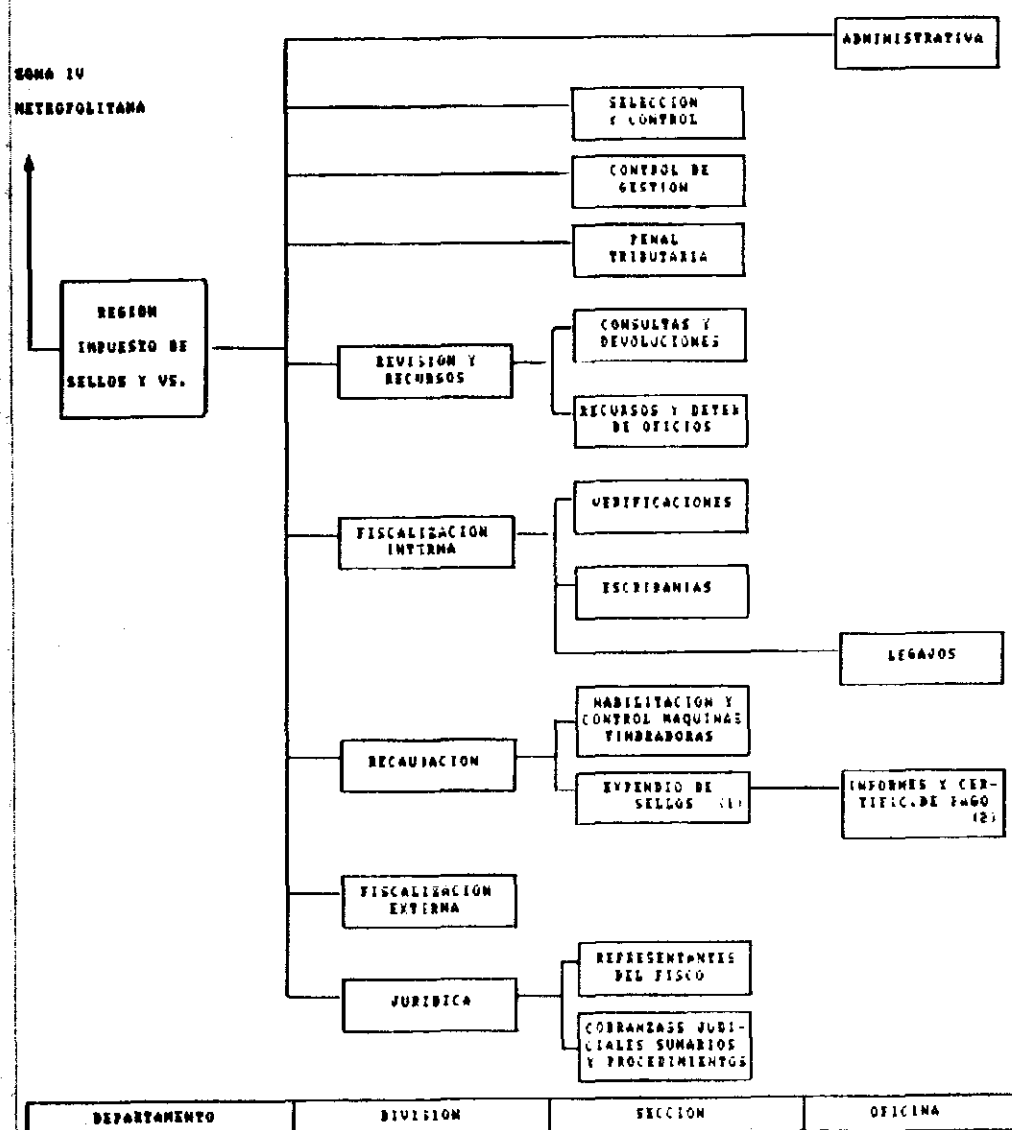 ADMINISTRATIVA
ZONA IV
METROPOLITANA
SELECCION
Y CONTROL
CONTROL DE
GESTION
PENAL
TRIBUTARIA
REGION
IMPUESTO DE
SELLOS Y VS.
REVISION Y
RECURSOS
CONSULTAS Y
DEVOLUCIONES
RECURSOS Y DETER
DE OFICIOS
FISCALIZACION
INTERNA
VERIFICACIONES
ESCRIBANIAS
LEGAJOS
RECAUDACION
HABILITACION Y
CONTROL MAQUINAS
TIMBRADORAS
EXPENDIO DE
SELLOS (1)
INFORMES Y CER-
TIFIC.DE PAGO
(2)
FISCALIZACION
EXTERNA
JURIDICA
REPRESENTANTES
DEL FISCO
COBRANZASS JUDI-
CIALES SUMARIOS
Y PROCEDIMIENTOS
DEPARTAMENTO
DIVISION
SECCION
OFICINA